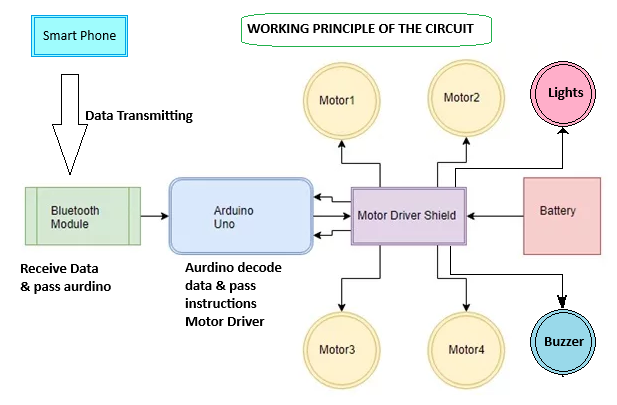 WORKING PRINCIPLE OF THE CIRCUIT
Smart Phone
Data Transmitting
Motor1
Motor2
Lights
Bluetooth
Module
Arduino
Uno
Motor Driver Shield
Battery
Receive Data
& pass aurdino
Aurdino decode
data & pass
instructions
Motor Driver
Motor3
Motor4
Buzzer